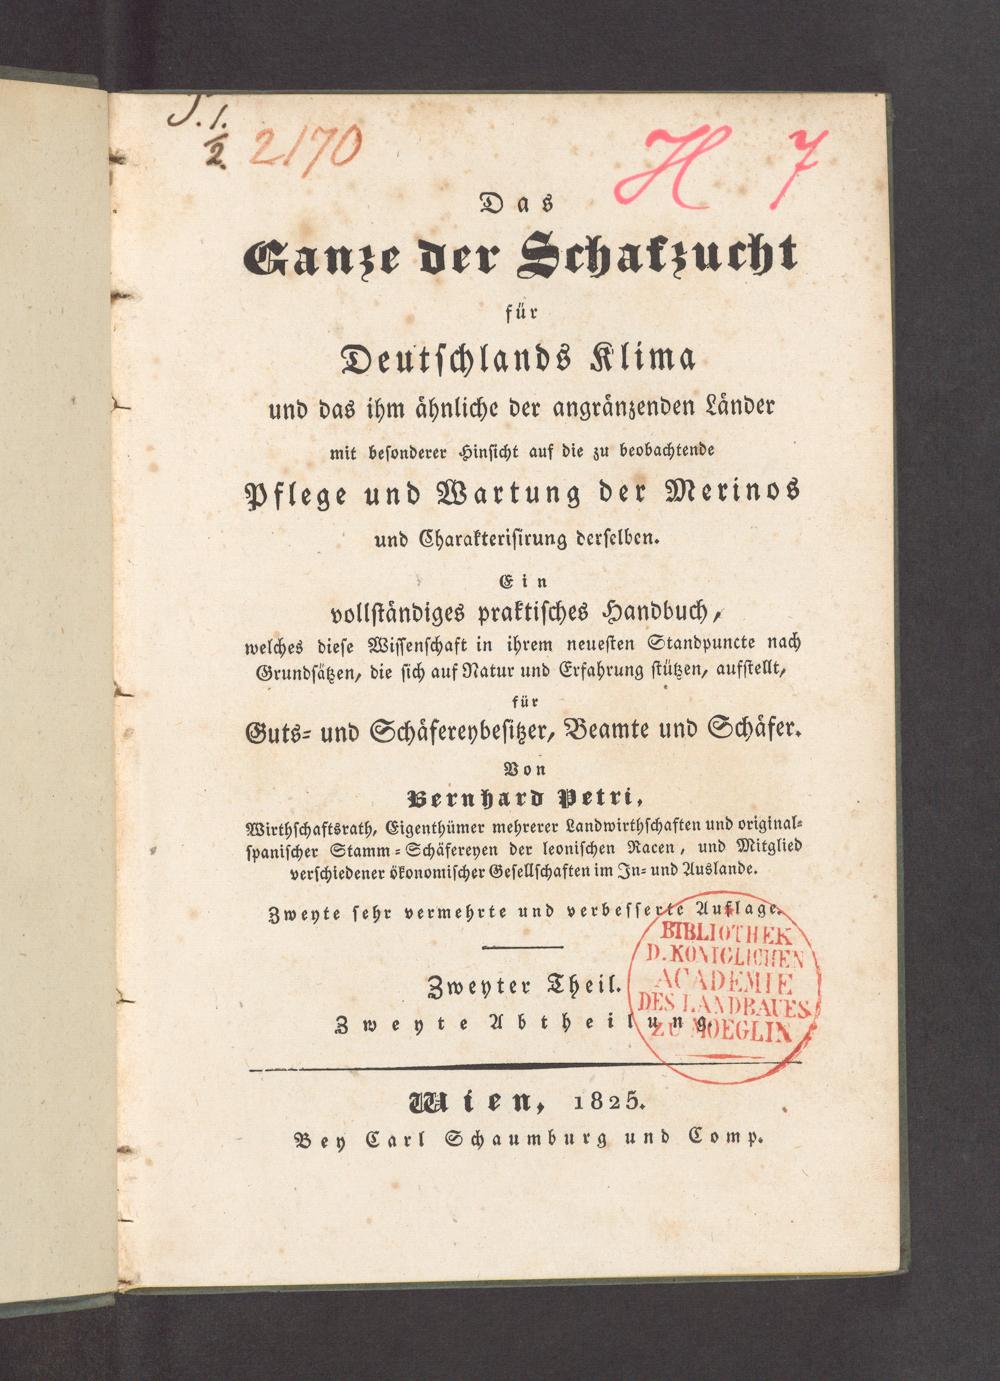 1.
2.
2170
H 7
Das
Ganze der Schafzucht
für
Deutschlands Klima
und das ihm ähnliche der angränzenden Länder
mit besonderer Hinsicht auf die zu beobachtende
Pflege und Wartung der Merinos
und Charakterisirung derselben.
Ein
vollständiges praktisches Handbuch,
welches diese Wissenschaft in ihrem neuesten Standpuncte nach
Grundsätzen, die sich auf Natur und Erfahrung stützen, aufstellt,
für
Guts- und Schäfereybesitzer, Beamte und Schäfer.
Von
Bernhard Petri,
Wirthschaftsrath, Eigenthümer mehrerer Landwirthschaften und original-
spanischer Stamm-Schäfereyen der leonischen Racen, und Mitglied
verschiedener ökonomischer Gesellschaften im In- und Auslande.
Zweyte sehr vermehrte und verbesserte Auflage.
BIBLIOTHEK
D. KONIGLICHEN
ACADEMIE
DES LANDBAUES
ZU MOEGLIN
Zweyter Theil.
Zweyte Abtheilung.
Wien, 1825.
Bey Carl Schaumburg und Comp.